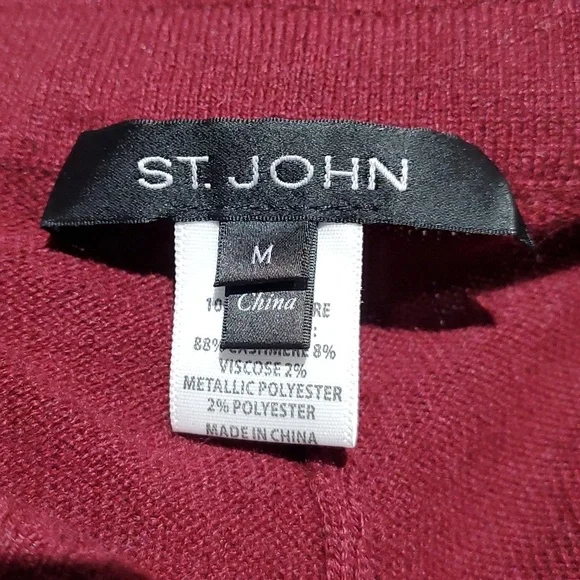 ST. JOHN
M
China
88% CASHMERE 8%
VISCOSE 2%
METALLIC POLYESTER
2% POLYESTER
MADE IN CHINA